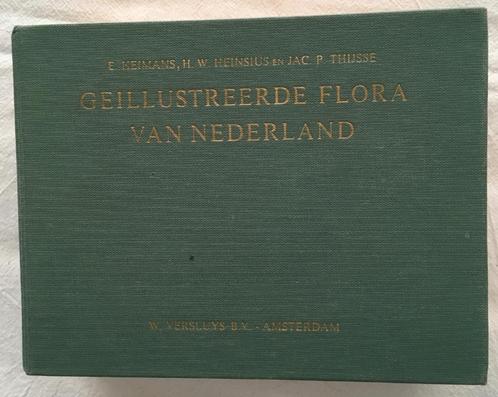 E. HEIMANS, H. W. HEINSIUS EN JAC. P. THIJSSE
GEILLUSTREERDE FLORA
VAN NEDERLAND
W. VERSLUYS B.V. - AMSTERDAM